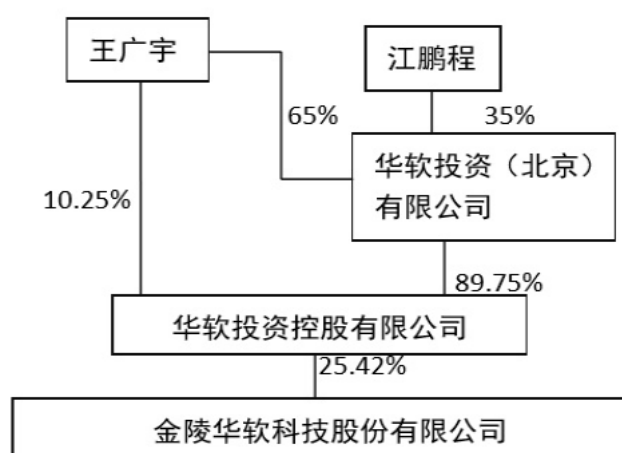 王广宇
江鹏程
65%
35%
华软投资（北京）
有限公司
10.25%
89.75%
华软投资控股有限公司
25.42%
金陵华软科技股份有限公司